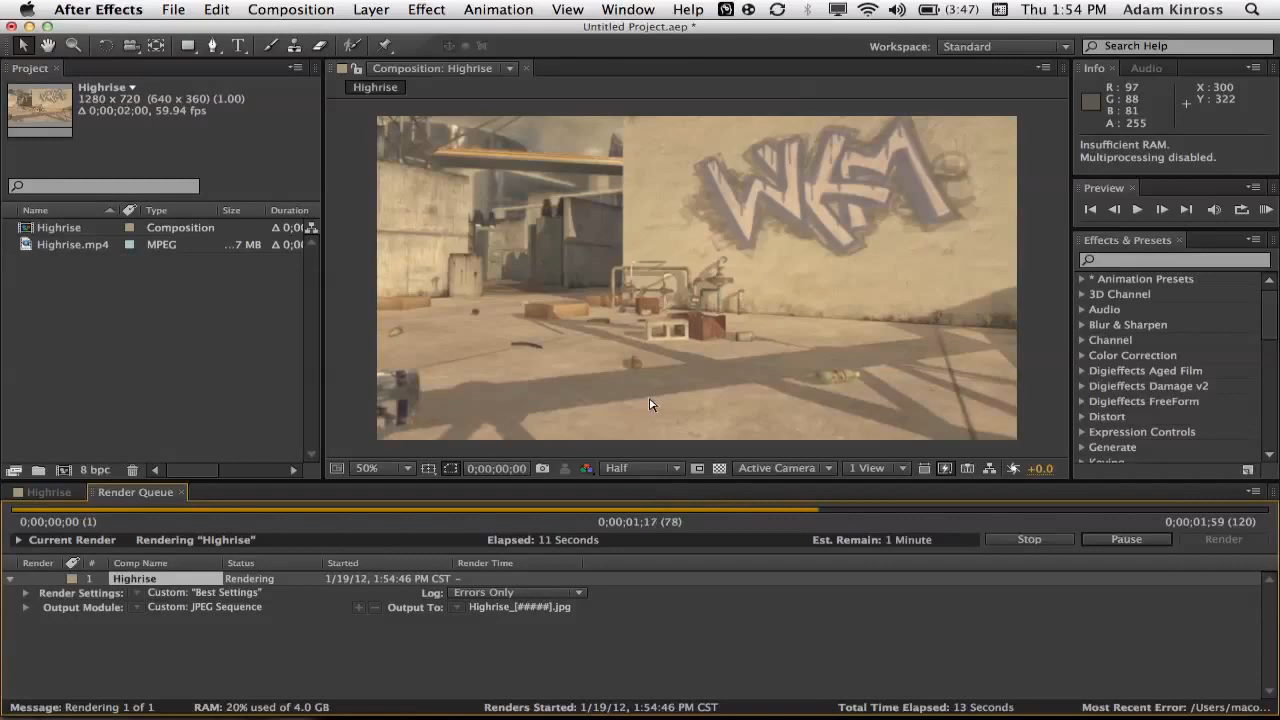 After Effects File Edit Composition Layer Effect Animation View Window Help (3:47) Thu 1:54 PM Adam Kinross
Untitled Project.aep *
Workspace: Standard Search Help
Project × Composition: Highrise × Info × Audio
Highrise
1280 x 720 (640 x 360) (1.00)
Δ 0;00;02;00, 59.94 fps
Highrise
R: 97 X: 300
G: 88 Y: 322
B: 81
A: 255
Insufficient RAM.
Multiprocessing disabled.
WKM
Preview ×
Name Type Size Duration
Highrise Composition Δ 0;0(
Highrise.mp4 MPEG ...7 MB Δ 0;0(
Effects & Presets ×
* Animation Presets
3D Channel
Audio
Blur & Sharpen
Channel
Color Correction
Digieffects Aged Film
Digieffects Damage v2
Digieffects FreeForm
Distort
Expression Controls
Generate
Keying
8 bpc 50% 0;00;00;00 Half Active Camera 1 View +0.0
Highrise Render Queue ×
0;00;00;00 (1) 0;00;01;17 (78) 0;00;01;59 (120)
Current Render Rendering "Highrise" Elapsed: 11 Seconds Est. Remain: 1 Minute Stop Pause Render
Render # Comp Name Status Started Render Time
1 Highrise Rendering 1/19/12, 1:54:46 PM CST -
Render Settings: Custom: "Best Settings" Log: Errors Only
Output Module: Custom: JPEG Sequence + - Output To: Highrise_[#####].jpg
Message: Rendering 1 of 1 RAM: 20% used of 4.0 GB Renders Started: 1/19/12, 1:54:46 PM CST Total Time Elapsed: 13 Seconds Most Recent Error: /Users/maco...